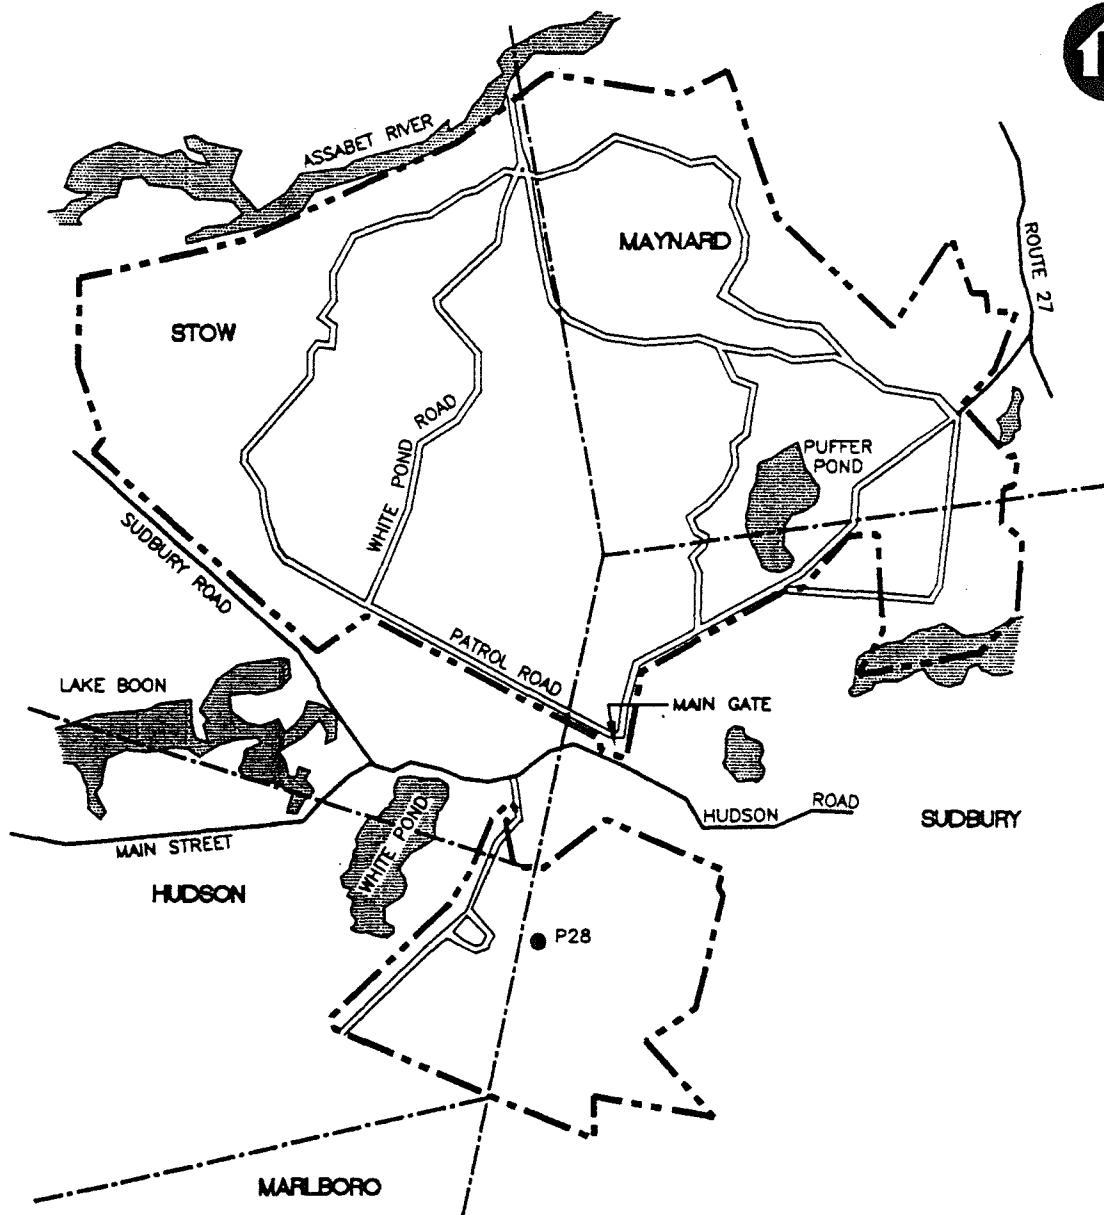 ASSABET RIVER
MAYNARD
ROUTE 27
STOW
WHITE POND ROAD
PUFFER
POND
SUDBURY ROAD
PATROL ROAD
LAKE BOON
MAIN GATE
HUDSON ROAD
SUDBURY
MAIN STREET
WHITE POND
HUDSON
P28
MARLBORO